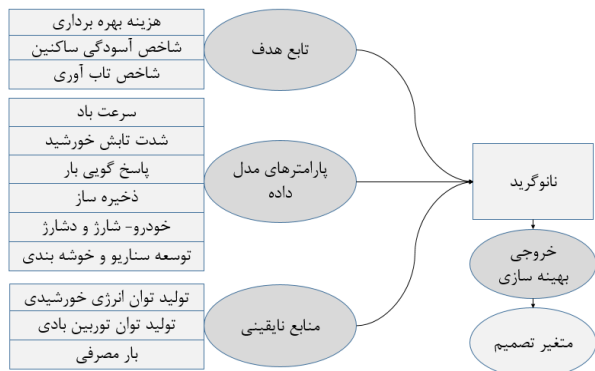 هزینه بهره برداری
شاخص آسودگی ساکنین
شاخص تاب آوری
تابع هدف
سرعت باد
شدت تابش خورشید
پاسخ گویی بار
ذخیره ساز
خودرو- شارژ و دشارژ
توسعه سناریو و خوشه بندی
پارامترهای مدل
داده
تولید توان انرژی خورشیدی
تولید توان توربین بادی
بار مصرفی
منابع نایقینی
نانوگرید
خروجی
بهینه سازی
متغیر تصمیم